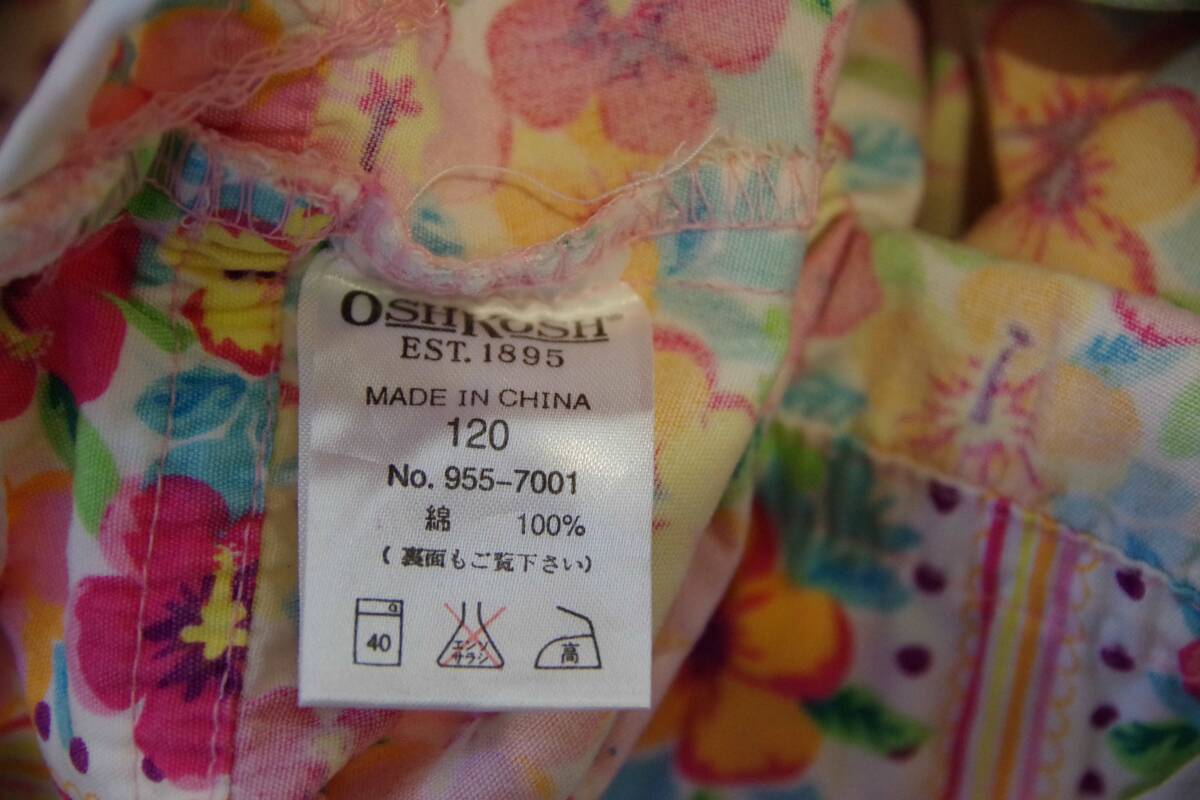 OSHKOSH®
EST. 1895
MADE IN CHINA
120
No. 955-7001
綿 100%
(裏面もご覧下さい)
40
エンソ
サラシ
高